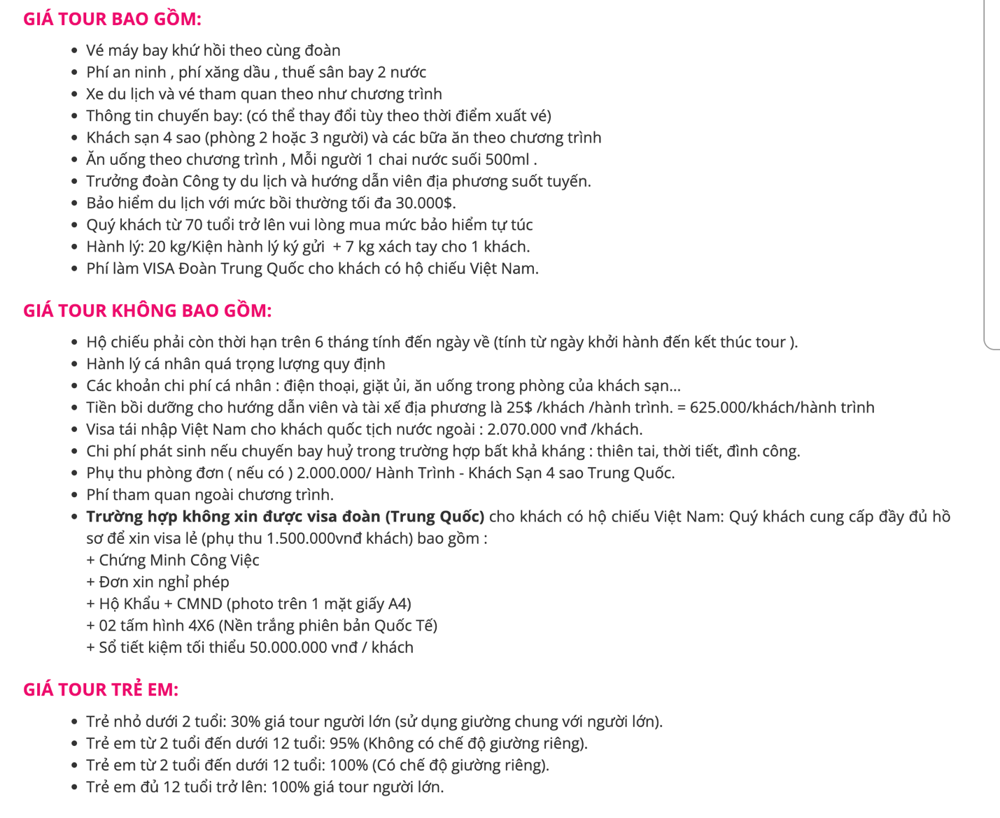 GIÁ TOUR BAO GỒM:
• Vé máy bay khứ hồi theo cùng đoàn
• Phí an ninh , phí xăng dầu , thuế sân bay 2 nước
• Xe du lịch và vé tham quan theo như chương trình
• Thông tin chuyến bay: (có thể thay đổi tùy theo thời điểm xuất vé)
• Khách sạn 4 sao (phòng 2 hoặc 3 người) và các bữa ăn theo chương trình
• Ăn uống theo chương trình , Mỗi người 1 chai nước suối 500ml .
• Trưởng đoàn Công ty du lịch và hướng dẫn viên địa phương suốt tuyến.
• Bảo hiểm du lịch với mức bồi thường tối đa 30.000$.
• Quý khách từ 70 tuổi trở lên vui lòng mua mức bảo hiểm tự túc
• Hành lý: 20 kg/Kiện hành lý ký gửi  + 7 kg xách tay cho 1 khách.
• Phí làm VISA Đoàn Trung Quốc cho khách có hộ chiếu Việt Nam.
GIÁ TOUR KHÔNG BAO GỒM:
• Hộ chiếu phải còn thời hạn trên 6 tháng tính đến ngày về (tính từ ngày khởi hành đến kết thúc tour ).
• Hành lý cá nhân quá trọng lượng quy định
• Các khoản chi phí cá nhân : điện thoại, giặt ủi, ăn uống trong phòng của khách sạn...
• Tiền bồi dưỡng cho hướng dẫn viên và tài xế địa phương là 25$ /khách /hành trình. = 625.000/khách/hành trình
• Visa tái nhập Việt Nam cho khách quốc tịch nước ngoài : 2.070.000 vnđ /khách.
• Chi phí phát sinh nếu chuyến bay huỷ trong trường hợp bất khả kháng : thiên tai, thời tiết, đình công.
• Phụ thu phòng đơn ( nếu có ) 2.000.000/ Hành Trình - Khách Sạn 4 sao Trung Quốc.
• Phí tham quan ngoài chương trình.
• Trường hợp không xin được visa đoàn (Trung Quốc) cho khách có hộ chiếu Việt Nam: Quý khách cung cấp đầy đủ hồ
sơ để xin visa lẻ (phụ thu 1.500.000vnđ khách) bao gồm :
+ Chứng Minh Công Việc
+ Đơn xin nghỉ phép
+ Hộ Khẩu + CMND (photo trên 1 mặt giấy A4)
+ 02 tấm hình 4X6 (Nền trắng phiên bản Quốc Tế)
+ Sổ tiết kiệm tối thiểu 50.000.000 vnđ / khách
GIÁ TOUR TRẺ EM:
• Trẻ nhỏ dưới 2 tuổi: 30% giá tour người lớn (sử dụng giường chung với người lớn).
• Trẻ em từ 2 tuổi đến dưới 12 tuổi: 95% (Không có chế độ giường riêng).
• Trẻ em từ 2 tuổi đến dưới 12 tuổi: 100% (Có chế độ giường riêng).
• Trẻ em đủ 12 tuổi trở lên: 100% giá tour người lớn.